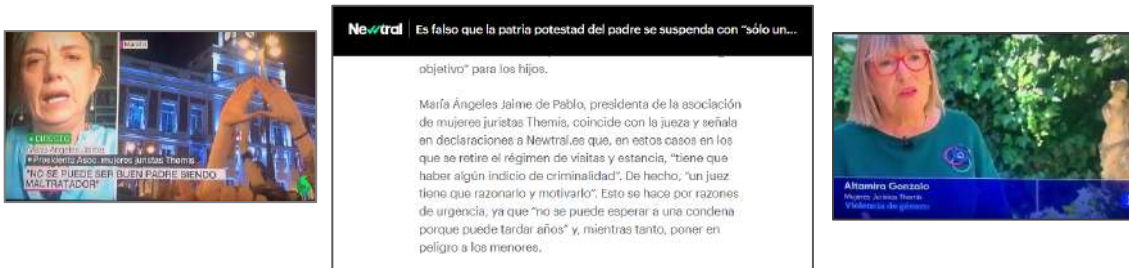 Madrid
DIRECTO
María Ángeles Jaime
Presidenta Asoc. mujeres juristas Themis
"NO SE PUEDE SER BUEN PADRE SIENDO
MALTRATADOR"
Newtral Es falso que la patria potestad del padre se suspenda con "sólo un...
objetivo" para los hijos.
María Ángeles Jaime de Pablo, presidenta de la asociación
de mujeres juristas Themis, coincide con la jueza y señala
en declaraciones a Newtral.es que, en estos casos en los
que se retire el régimen de visitas y estancia, "tiene que
haber algún indicio de criminalidad". De hecho, "un juez
tiene que razonarlo y motivarlo". Esto se hace por razones
de urgencia, ya que "no se puede esperar a una condena
porque puede tardar años" y, mientras tanto, poner en
peligro a los menores.
Altamira Gonzalo
Mujeres Juristas Themis
Violencia de género